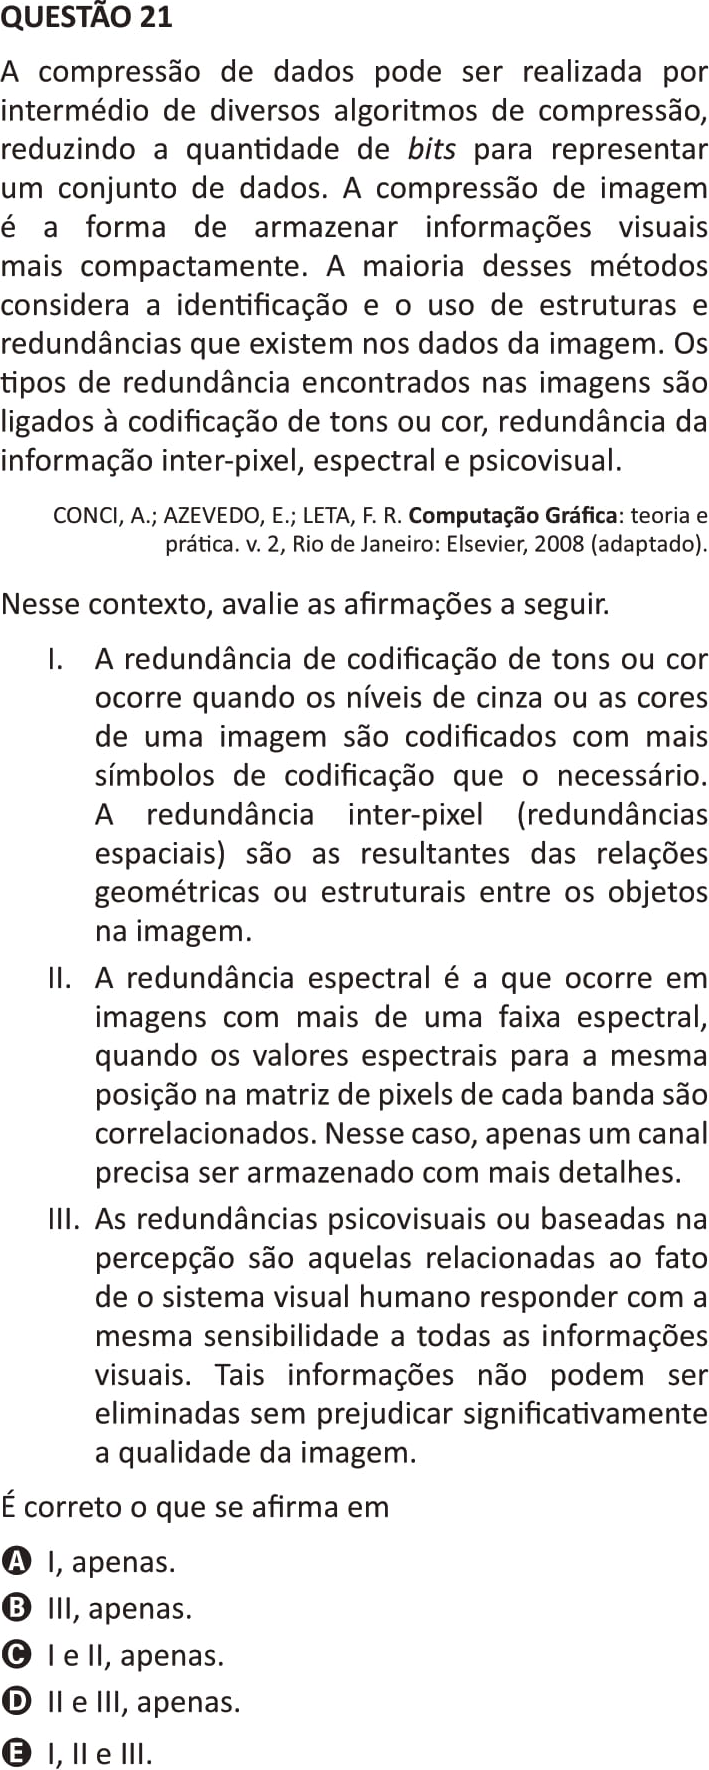 QUESTÃO 21
A compressão de dados pode ser realizada por
intermédio de diversos algoritmos de compressão,
reduzindo a quantidade de bits para representar
um conjunto de dados. A compressão de imagem
é a forma de armazenar informações visuais
mais compactamente. A maioria desses métodos
considera a identificação e o uso de estruturas e
redundâncias que existem nos dados da imagem. Os
tipos de redundância encontrados nas imagens são
ligados à codificação de tons ou cor, redundância da
informação inter-pixel, espectral e psicovisual.
CONCI, A.; AZEVEDO, E.; LETA, F. R. Computação Gráfica: teoria e
prática. v. 2, Rio de Janeiro: Elsevier, 2008 (adaptado).
Nesse contexto, avalie as afirmações a seguir.
I. A redundância de codificação de tons ou cor
ocorre quando os níveis de cinza ou as cores
de uma imagem são codificados com mais
símbolos de codificação que o necessário.
A redundância inter-pixel (redundâncias
espaciais) são as resultantes das relações
geométricas ou estruturais entre os objetos
na imagem.
II. A redundância espectral é a que ocorre em
imagens com mais de uma faixa espectral,
quando os valores espectrais para a mesma
posição na matriz de pixels de cada banda são
correlacionados. Nesse caso, apenas um canal
precisa ser armazenado com mais detalhes.
III. As redundâncias psicovisuais ou baseadas na
percepção são aquelas relacionadas ao fato
de o sistema visual humano responder com a
mesma sensibilidade a todas as informações
visuais. Tais informações não podem ser
eliminadas sem prejudicar significativamente
a qualidade da imagem.
É correto o que se afirma em
A I, apenas.
B III, apenas.
C I e II, apenas.
D II e III, apenas.
E I, II e III.